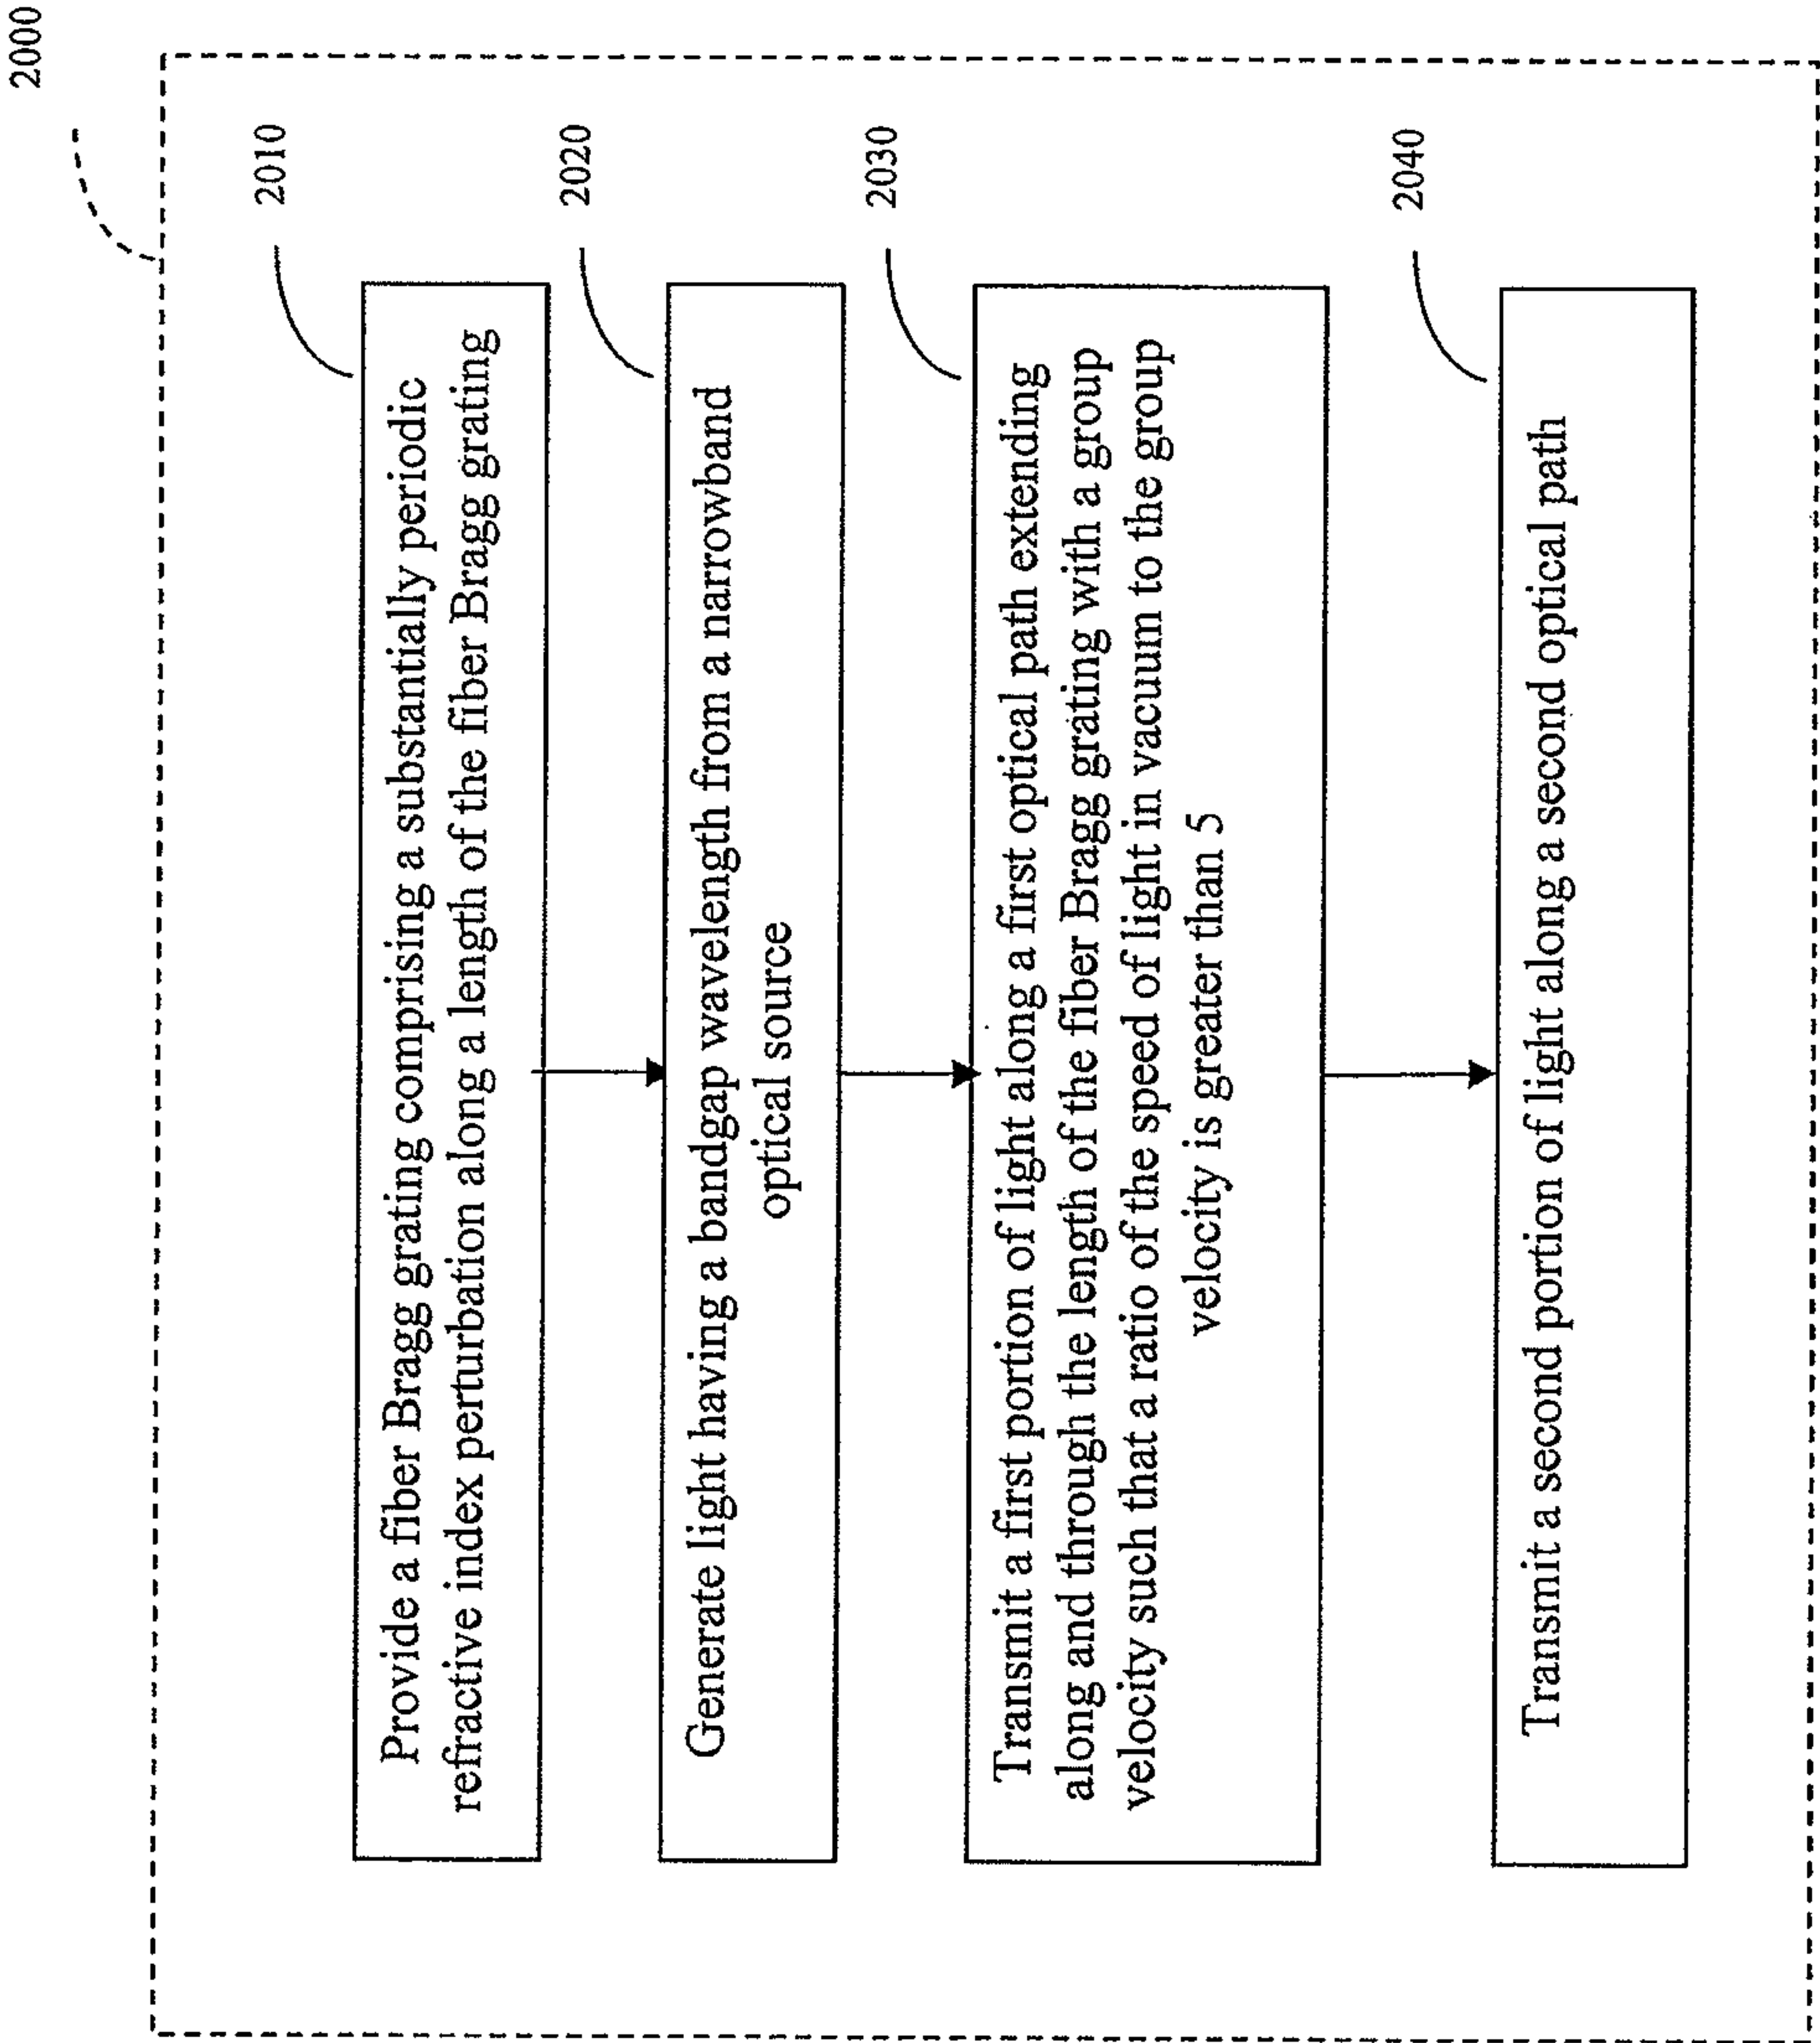 2000
2010
Provide a fiber Bragg grating comprising a substantially periodic
refractive index perturbation along a length of the fiber Bragg grating
2020
Generate light having a bandgap wavelength from a narrowband
optical source
2030
Transmit a first portion of light along a first optical path extending
along and through the length of the fiber Bragg grating with a group
velocity such that a ratio of the speed of light in vacuum to the group
velocity is greater than 5
2040
Transmit a second portion of light along a second optical path